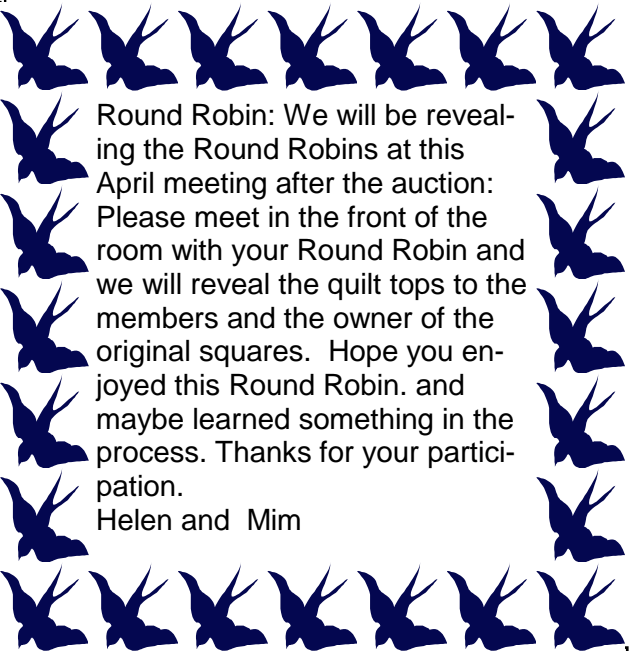 Round Robin: We will be reveal-
ing the Round Robins at this
April meeting after the auction:
Please meet in the front of the
room with your Round Robin and
we will reveal the quilt tops to the
members and the owner of the
original squares.  Hope you en-
joyed this Round Robin. and
maybe learned something in the
process. Thanks for your partici-
pation.
Helen and  Mim